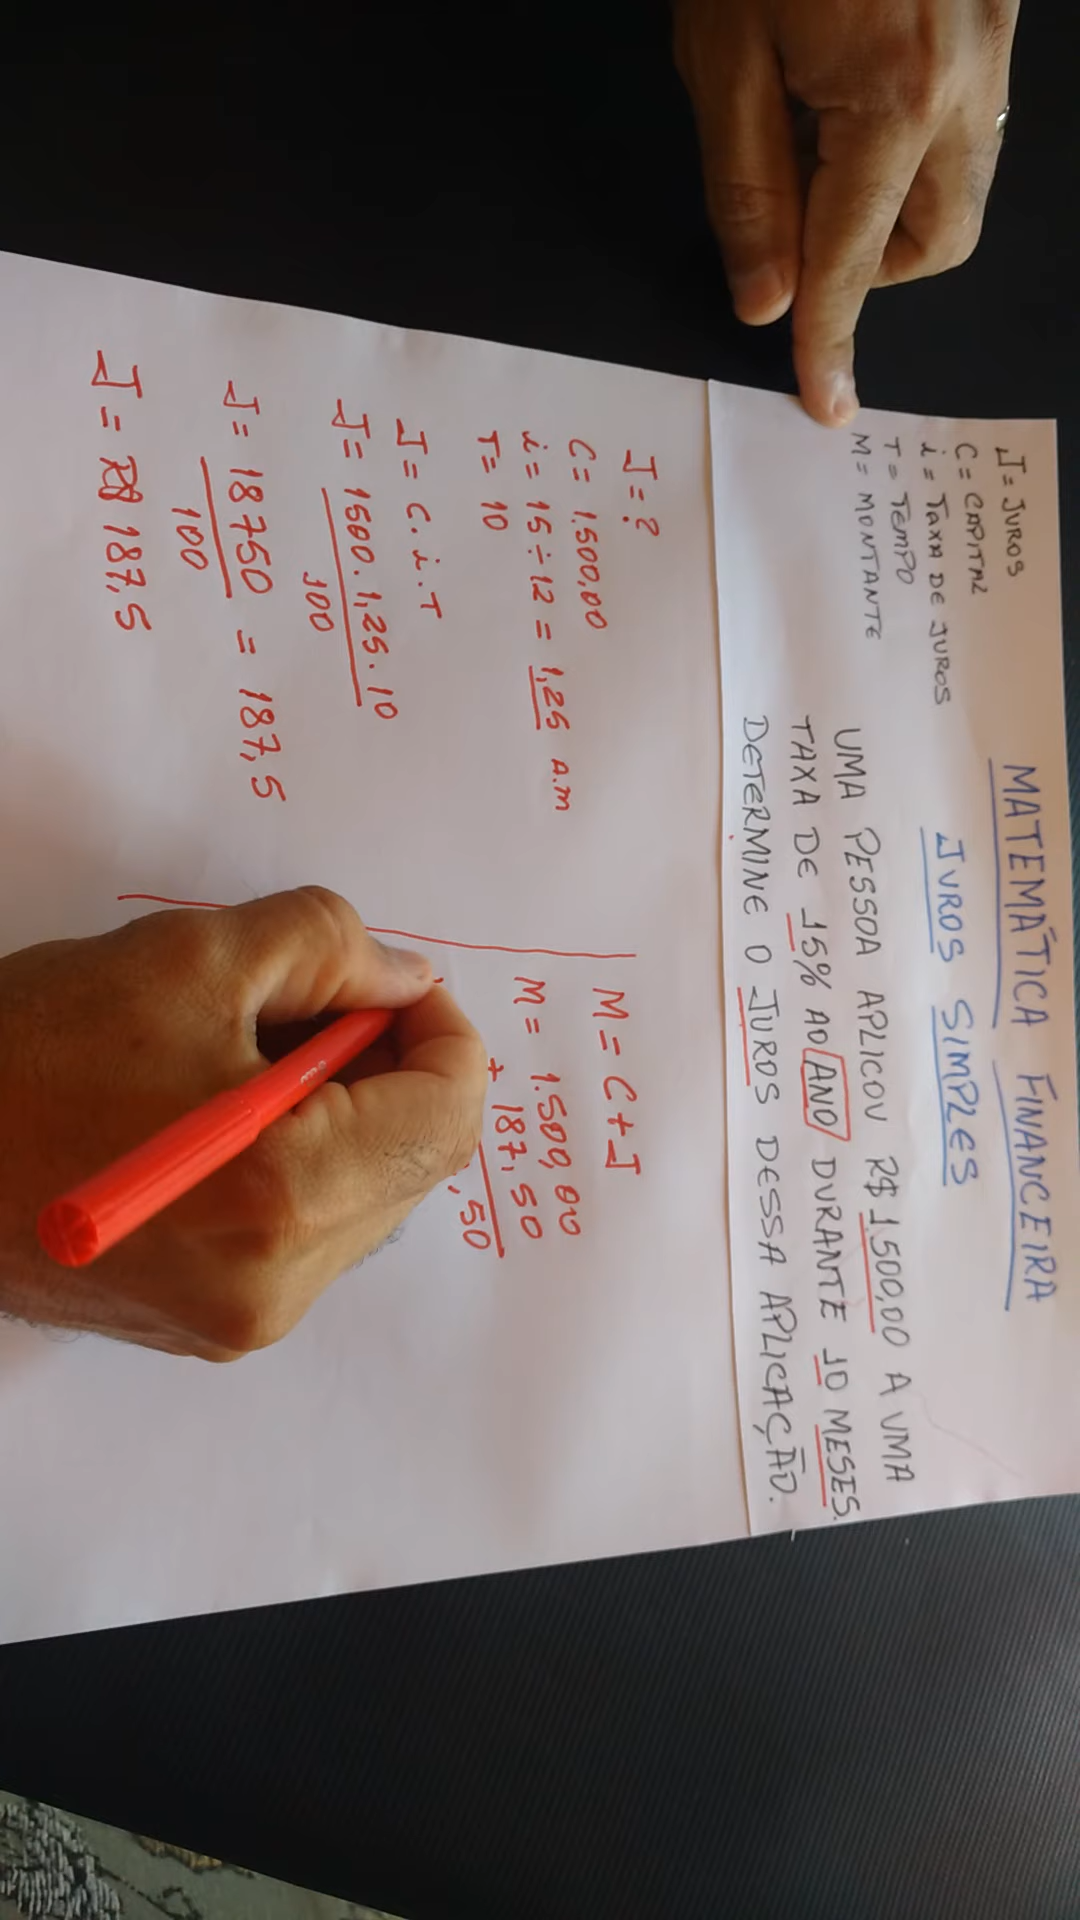 MATEMÁTICA FINANCEIRA
JUROS SIMPLES
J = JUROS
C = CAPITAL
i = TAXA DE JUROS
T = TEMPO
M = MONTANTE
UMA PESSOA APLICOU R$ 1.500,00 A UMA
TAXA DE 15% AO ANO DURANTE 10 MESES.
DETERMINE O JUROS DESSA APLICAÇÃO.
J = ?
C = 1.500,00
i = 15 ÷ 12 = 1,25 A.M
T = 10
J = C . i . T
J = 1500 . 1,25 . 10
100
J = 18750 = 187,5
100
J = R$ 187,5
M = C + J
M = 1.500,00
+ 187,50
,50